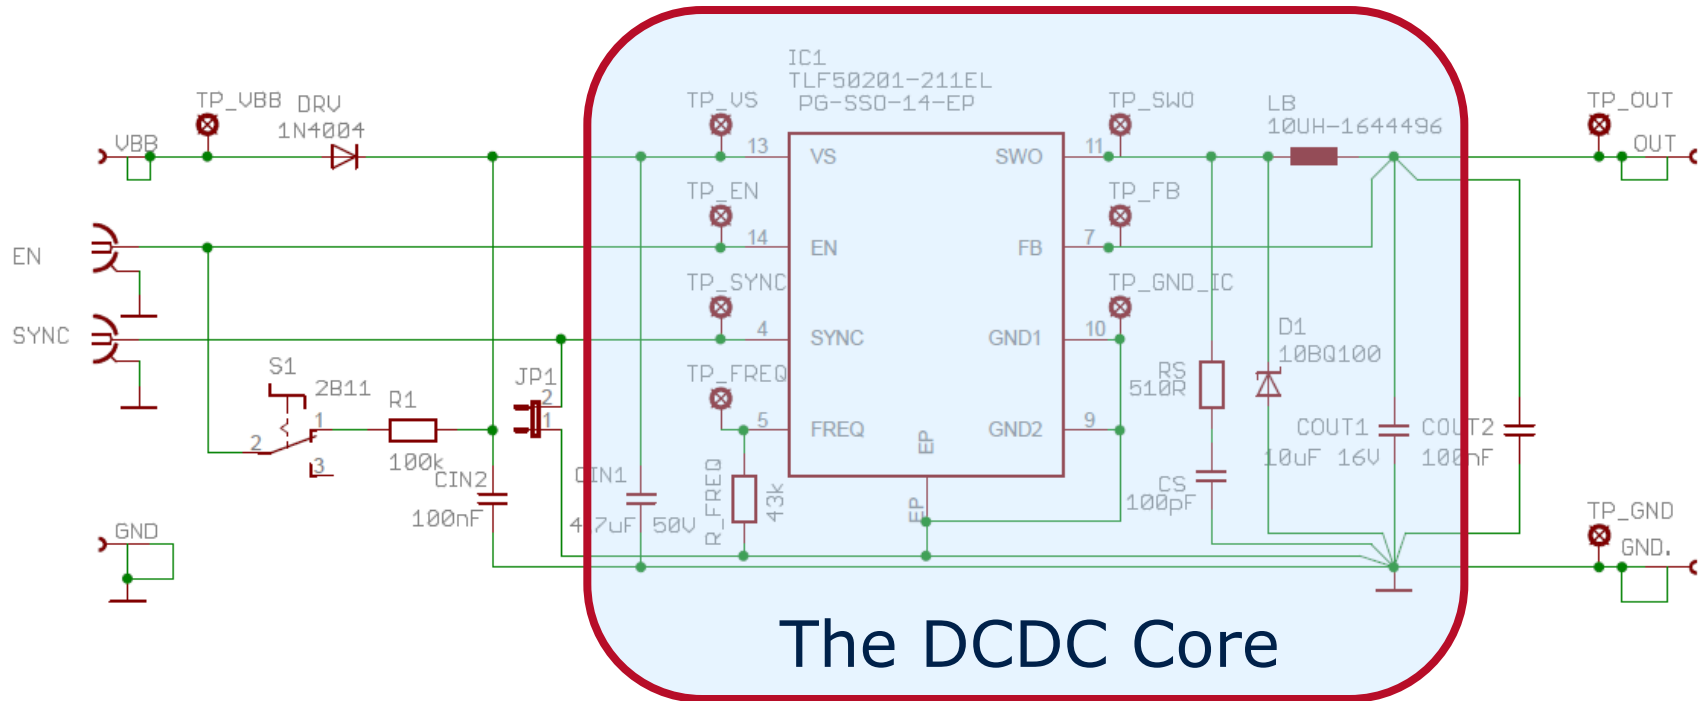 IC1
TLF50201-211EL
PG-SSO-14-EP
TP_VBB
DRV
1N4004
VBB
TP_VS
13
VS
TP_SWO
11
SWO
LB
10UH-1644496
TP_OUT
OUT
TP_EN
14
EN
TP_FB
7
FB
EN
TP_SYNC
4
SYNC
TP_GND_IC
10
GND1
SYNC
S1
2B11
1
2
3
R1
100k
JP1
2
1
TP_FREQ
5
FREQ
9
GND2
EP
EP
RS
510R
D1
10BQ100
COUT1
10uF 16V
COUT2
100nF
CIN2
100nF
CIN1
4.7uF 50V
R_FREQ
43k
CS
100pF
GND
TP_GND
GND.
The DCDC Core